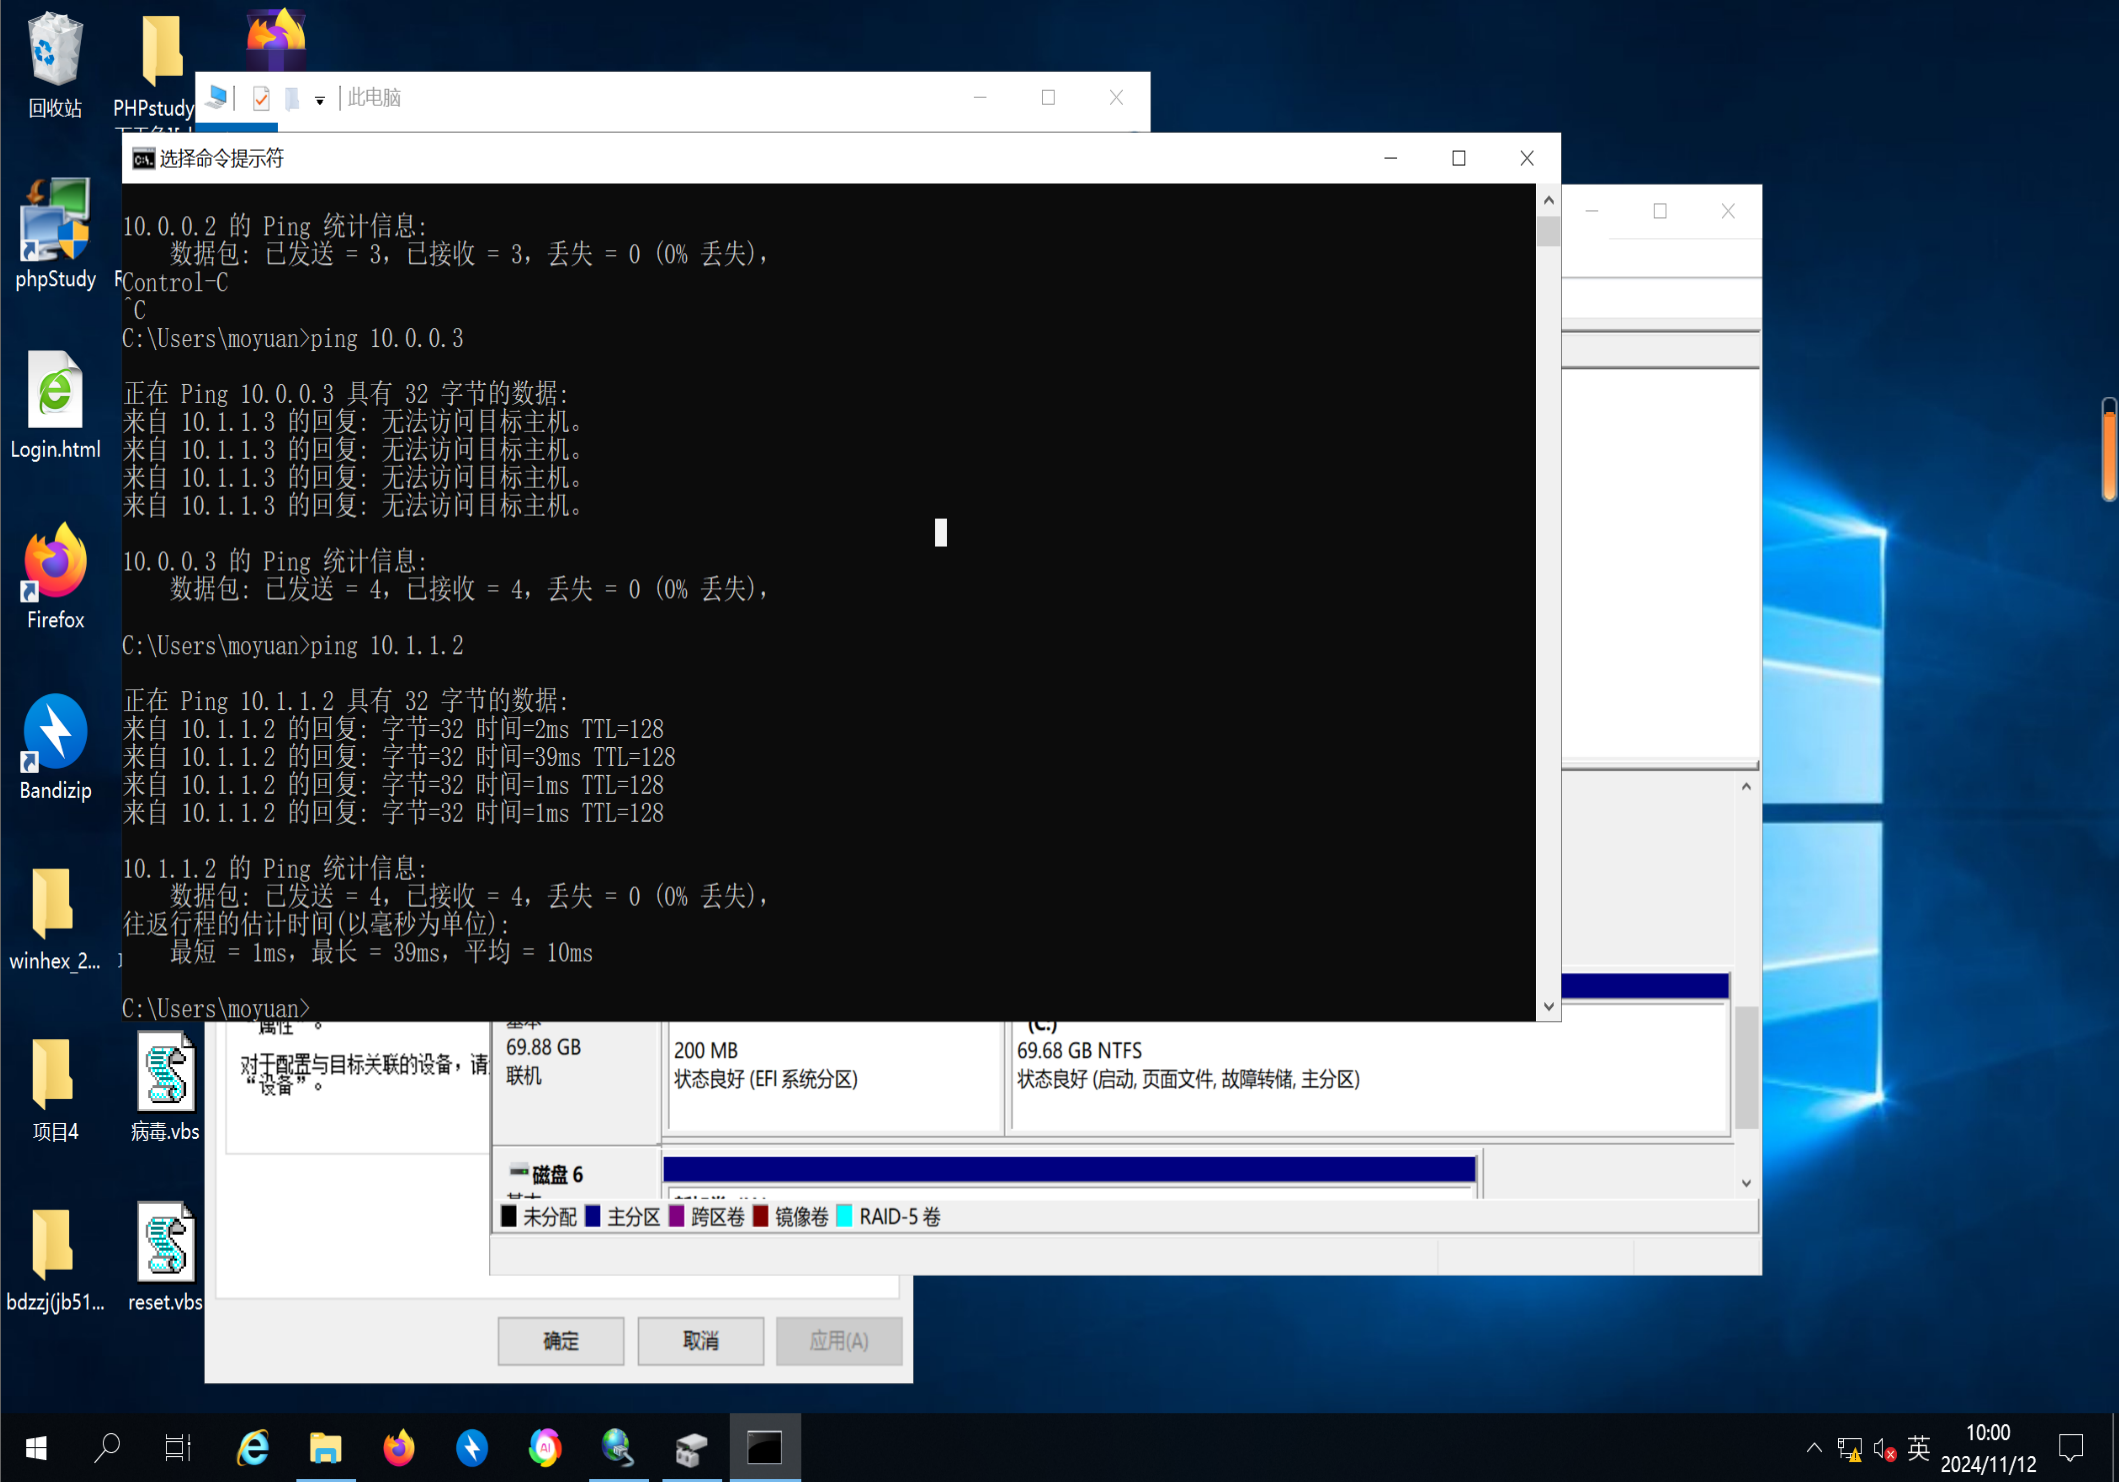 回收站
PHPstudy
此电脑
选择命令提示符
10.0.0.2 的 Ping 统计信息:
数据包: 已发送 = 3，已接收 = 3，丢失 = 0 (0% 丢失)，
Control-C
^C
C:\Users\moyuan>ping 10.0.0.3
正在 Ping 10.0.0.3 具有 32 字节的数据:
来自 10.1.1.3 的回复: 无法访问目标主机。
来自 10.1.1.3 的回复: 无法访问目标主机。
来自 10.1.1.3 的回复: 无法访问目标主机。
来自 10.1.1.3 的回复: 无法访问目标主机。
10.0.0.3 的 Ping 统计信息:
数据包: 已发送 = 4，已接收 = 4，丢失 = 0 (0% 丢失)，
C:\Users\moyuan>ping 10.1.1.2
正在 Ping 10.1.1.2 具有 32 字节的数据:
来自 10.1.1.2 的回复: 字节=32 时间=2ms TTL=128
来自 10.1.1.2 的回复: 字节=32 时间=39ms TTL=128
来自 10.1.1.2 的回复: 字节=32 时间=1ms TTL=128
来自 10.1.1.2 的回复: 字节=32 时间=1ms TTL=128
10.1.1.2 的 Ping 统计信息:
数据包: 已发送 = 4，已接收 = 4，丢失 = 0 (0% 丢失)，
往返行程的估计时间(以毫秒为单位):
最短 = 1ms，最长 = 39ms，平均 = 10ms
C:\Users\moyuan>
phpStudy
Login.html
Firefox
Bandizip
winhex_2...
项目4
病毒.vbs
bdzzj(jb51...
reset.vbs
“属性”。
对于配置与目标关联的设备，请
“设备”。
基本
69.88 GB
联机
200 MB
状态良好 (EFI 系统分区)
(C:)
69.68 GB NTFS
状态良好 (启动, 页面文件, 故障转储, 主分区)
磁盘 6
未分配 主分区 跨区卷 镜像卷 RAID-5 卷
确定 取消 应用(A)
AI
英
10:00
2024/11/12